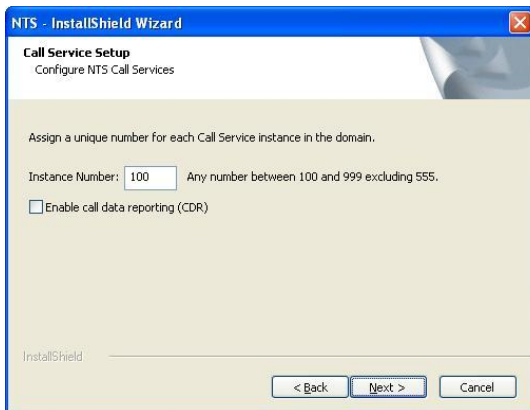 NTS - InstallShield Wizard
Call Service Setup
Configure NTS Call Services
Assign a unique number for each Call Service instance in the domain.
Instance Number: 100 Any number between 100 and 999 excluding 555.
Enable call data reporting (CDR)
InstallShield
< Back Next > Cancel